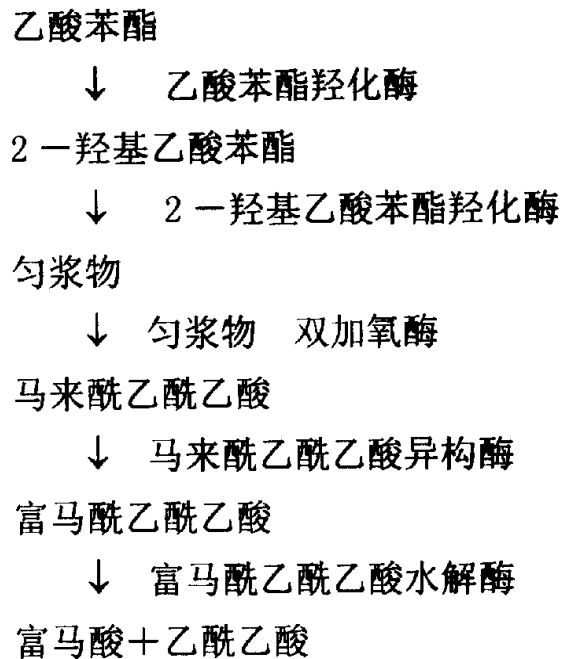 乙酸苯酯
↓ 乙酸苯酯羟化酶
2－羟基乙酸苯酯
↓ 2－羟基乙酸苯酯羟化酶
匀浆物
↓ 匀浆物 双加氧酶
马来酰乙酰乙酸
↓ 马来酰乙酰乙酸异构酶
富马酰乙酰乙酸
↓ 富马酰乙酰乙酸水解酶
富马酸＋乙酰乙酸